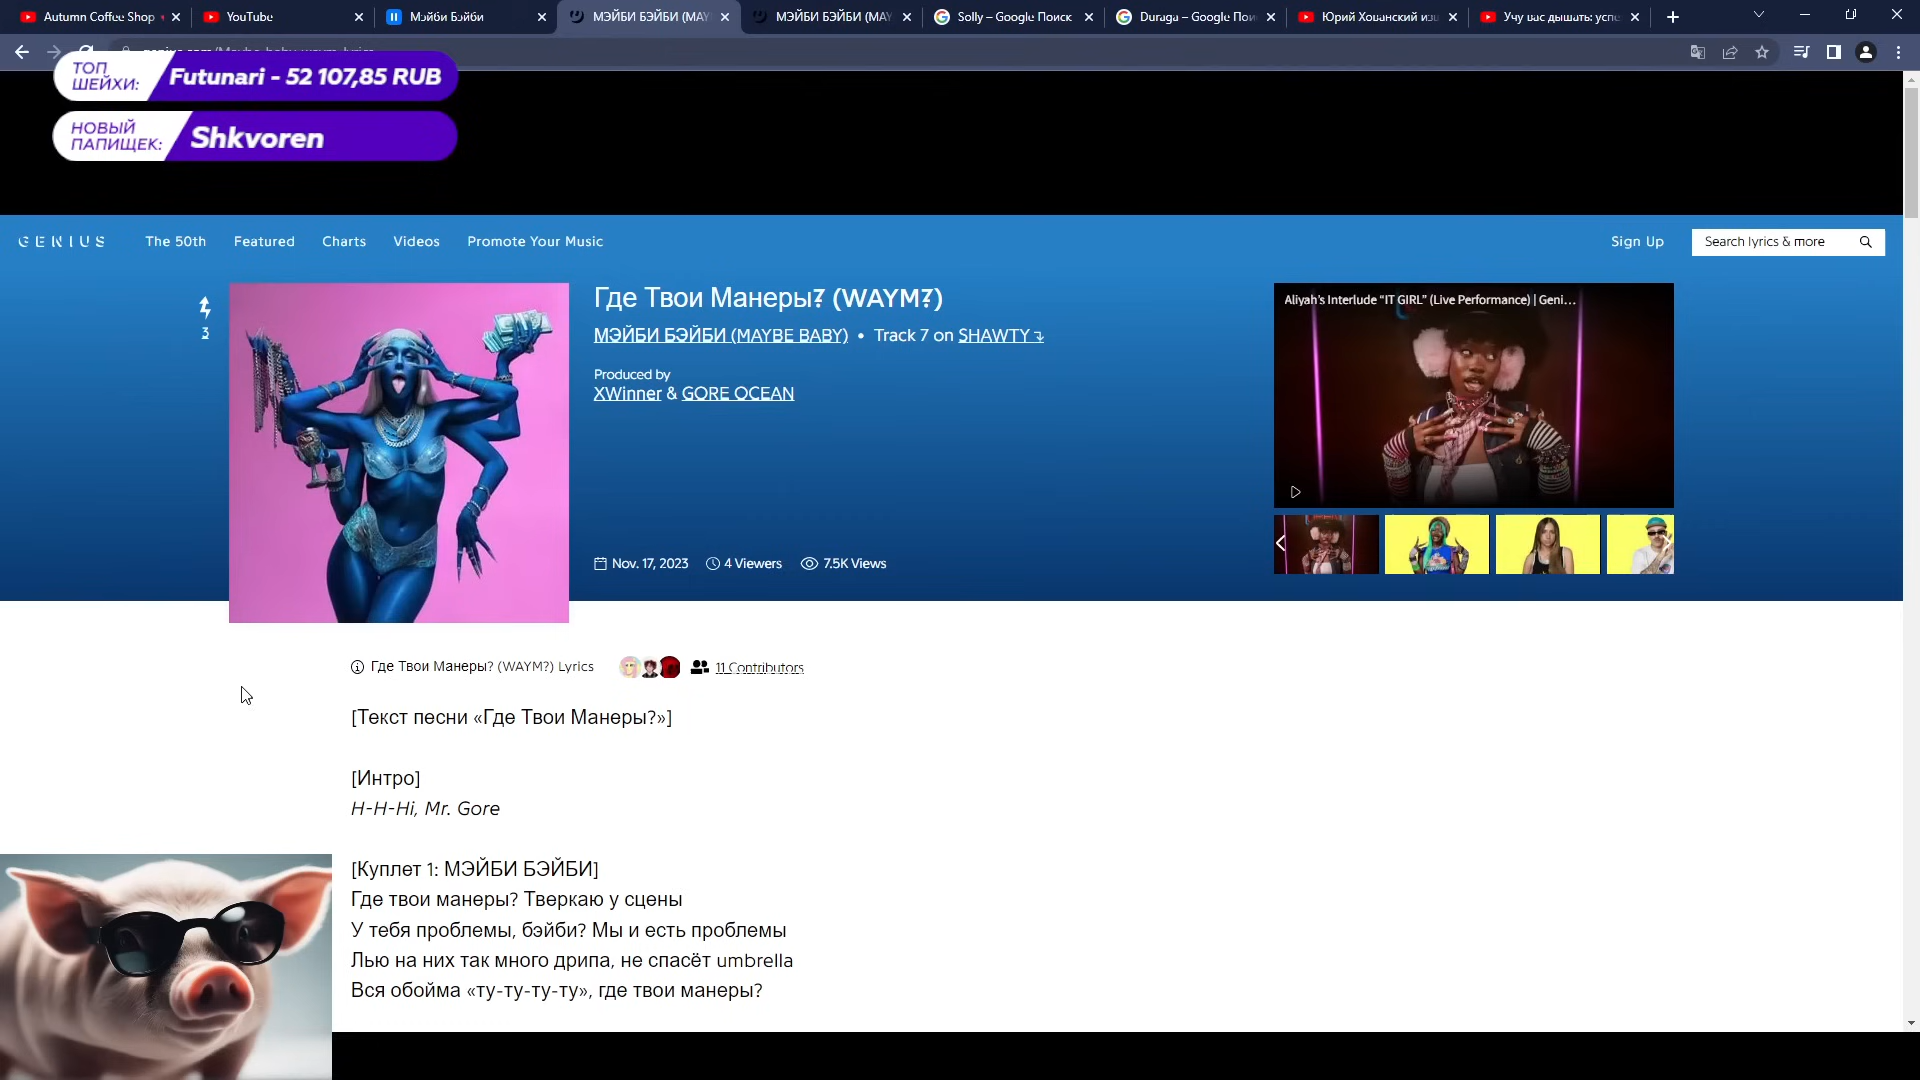 Autumn Coffee Shop
YouTube
Мэйби Бэйби
МЭЙБИ БЭЙБИ (MAY
МЭЙБИ БЭЙБИ (MAY
Solly – Google Поиск
Duraga – Google Пои
Юрий Хованский из
Учу вас дышать: успе
ТОП ШЕЙХИ:
Futunari - 52 107,85 RUB
НОВЫЙ ПАПИЩЕК:
Shkvoren
GENIUS
The 50th
Featured
Charts
Videos
Promote Your Music
Sign Up
Search lyrics & more
3
Где Твои Манеры? (WAYM?)
МЭЙБИ БЭЙБИ (MAYBE BABY) • Track 7 on SHAWTY
Produced by
XWinner & GORE OCEAN
Nov. 17, 2023
4 Viewers
7.5K Views
Aliyah's Interlude “IT GIRL” (Live Performance) | Geni...
Где Твои Манеры? (WAYM?) Lyrics
11 Contributors
[Текст песни «Где Твои Манеры?»]
[Интро]
H-H-Hi, Mr. Gore
[Куплет 1: МЭЙБИ БЭЙБИ]
Где твои манеры? Тверкаю у сцены
У тебя проблемы, бэйби? Мы и есть проблемы
Лью на них так много дрипа, не спасёт umbrella
Вся обойма «ту-ту-ту-ту», где твои манеры?